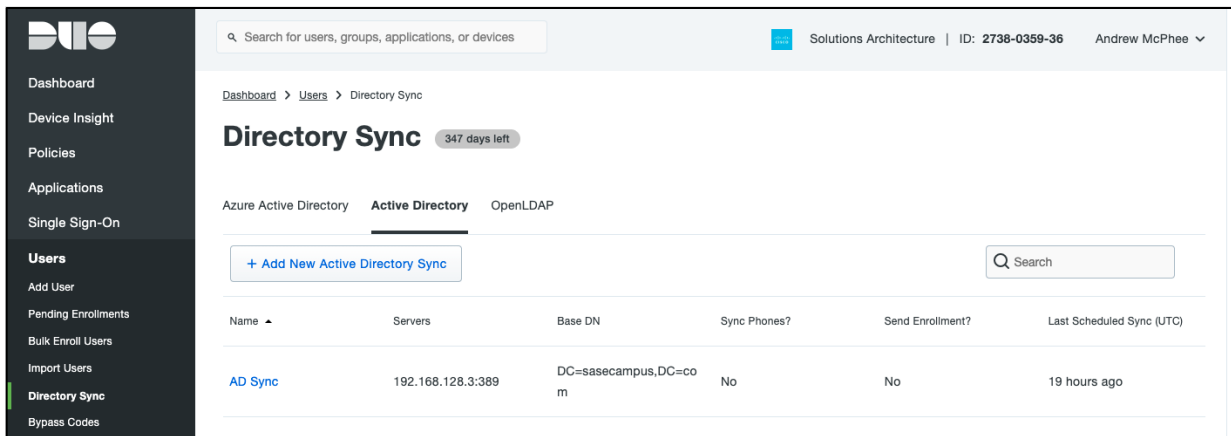 DUO
Search for users, groups, applications, or devices
Solutions Architecture | ID: 2738-0359-36 Andrew McPhee
Dashboard
Device Insight
Policies
Applications
Single Sign-On
Users
Add User
Pending Enrollments
Bulk Enroll Users
Import Users
Directory Sync
Bypass Codes
Dashboard > Users > Directory Sync
Directory Sync 347 days left
Azure Active Directory Active Directory OpenLDAP
+ Add New Active Directory Sync
Search
Name Servers Base DN Sync Phones? Send Enrollment? Last Scheduled Sync (UTC)
AD Sync 192.168.128.3:389 DC=sasecampus,DC=co No No 19 hours ago
m